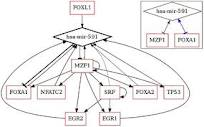 FOXL1
hsa-mir-591
hsa-mir-591
MZF1
FOXA1
MZF1
FOXA1
NFATC2
SRF
FOXA2
TP53
EGR2
EGR1